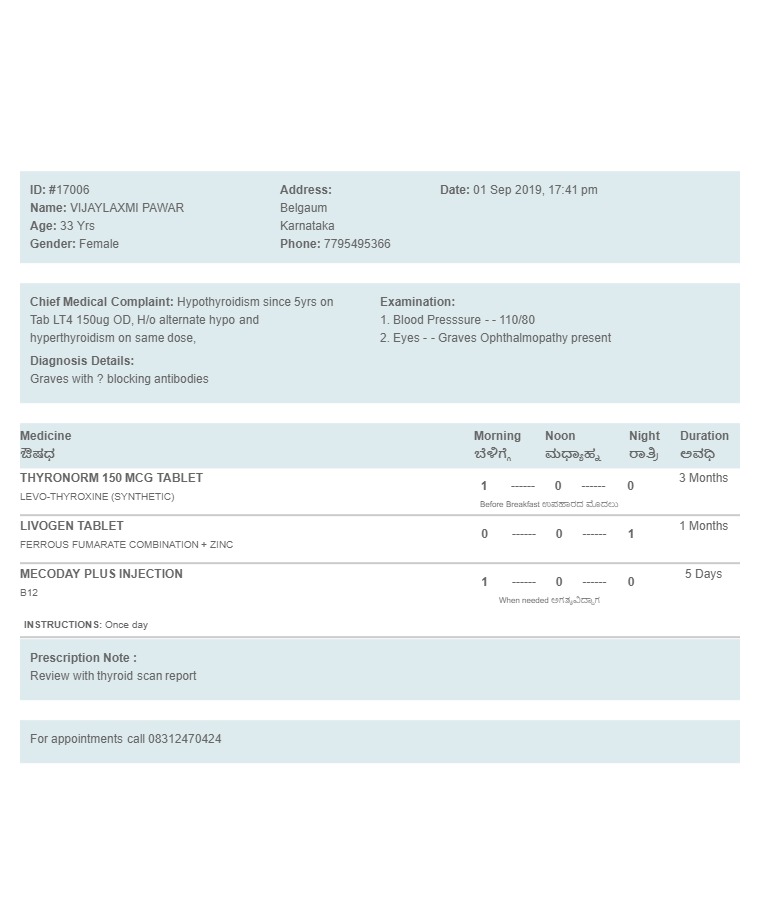 ID: #17006
Name: VIJAYLAXMI PAWAR
Age: 33 Yrs
Gender: Female
Address:
Belgaum
Karnataka
Phone: 7795495366
Date: 01 Sep 2019, 17:41 pm
Chief Medical Complaint: Hypothyroidism since 5yrs on
Tab LT4 150ug OD, H/o alternate hypo and
hyperthyroidism on same dose,
Diagnosis Details:
Graves with ? blocking antibodies
Examination:
1. Blood Presssure - - 110/80
2. Eyes - - Graves Ophthalmopathy present
Medicine Morning Noon Night Duration
ಔಷಧ ಬೆಳಿಗ್ಗೆ ಮಧ್ಯಾಹ್ನ ರಾತ್ರಿ ಅವಧಿ
THYRONORM 150 MCG TABLET 3 Months
LEVO-THYROXINE (SYNTHETIC) 1 ------ 0 ------ 0
Before Breakfast ಉಪಹಾರದ ಮೊದಲು
LIVOGEN TABLET 1 Months
FERROUS FUMARATE COMBINATION + ZINC 0 ------ 0 ------ 1
MECODAY PLUS INJECTION 5 Days
B12 1 ------ 0 ------ 0
When needed
INSTRUCTIONS: Once day
Prescription Note :
Review with thyroid scan report
For appointments call 08312470424